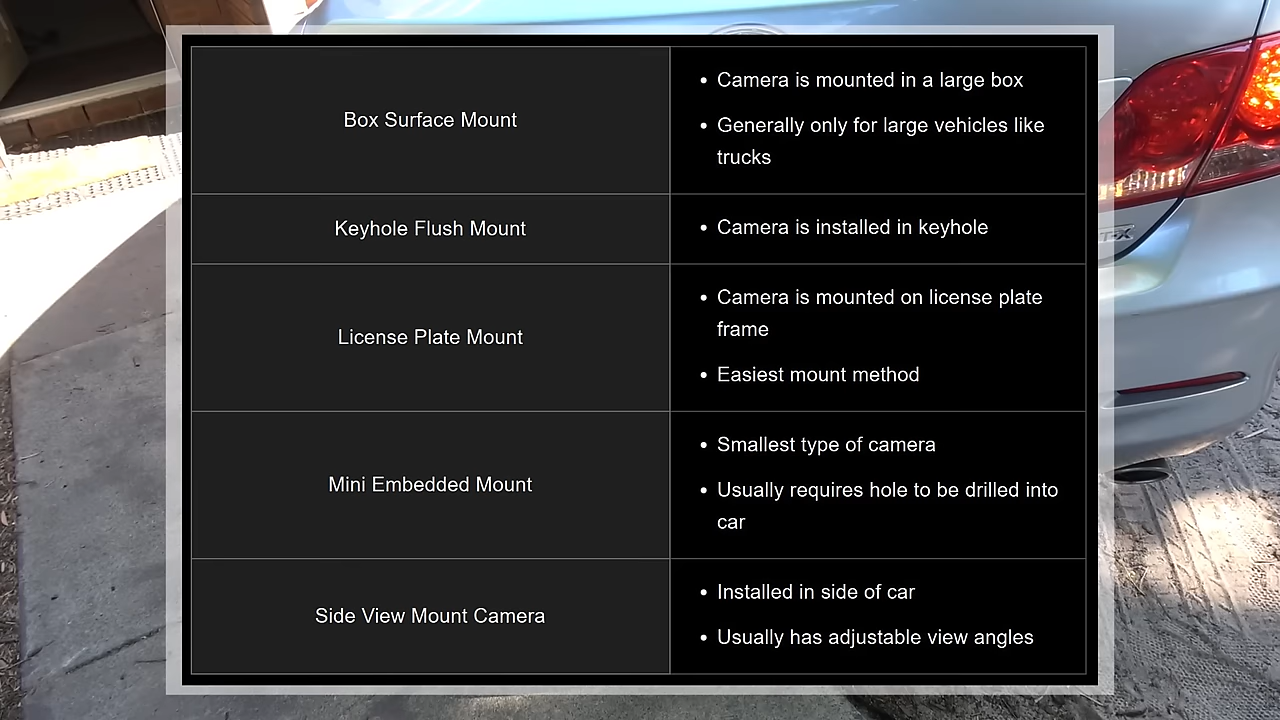 Box Surface Mount
• Camera is mounted in a large box
• Generally only for large vehicles like
trucks
Keyhole Flush Mount
• Camera is installed in keyhole
License Plate Mount
• Camera is mounted on license plate
frame
• Easiest mount method
Mini Embedded Mount
• Smallest type of camera
• Usually requires hole to be drilled into
car
Side View Mount Camera
• Installed in side of car
• Usually has adjustable view angles